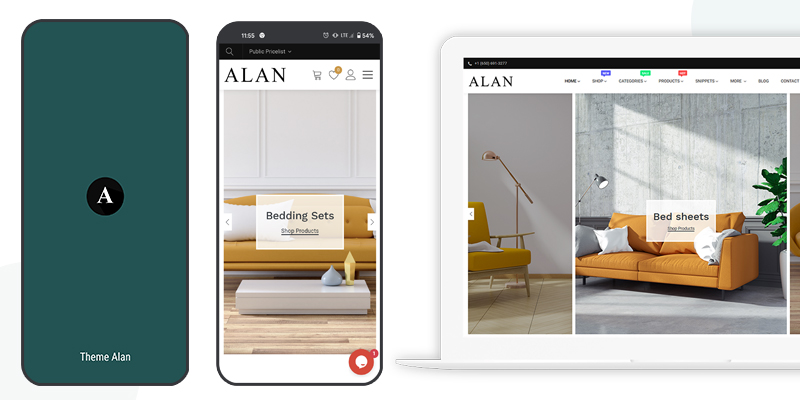 A
Theme Alan
11:55
LTE
54%
Public Pricelist
ALAN
0
Bedding Sets
Shop Products
1
+1 (650) 691-3277
ALAN
HOME
SHOP
NEW
CATEGORIES
SALE
PRODUCTS
HOT
SNIPPETS
MORE
BLOG
CONTACT
Bed sheets
Shop Products